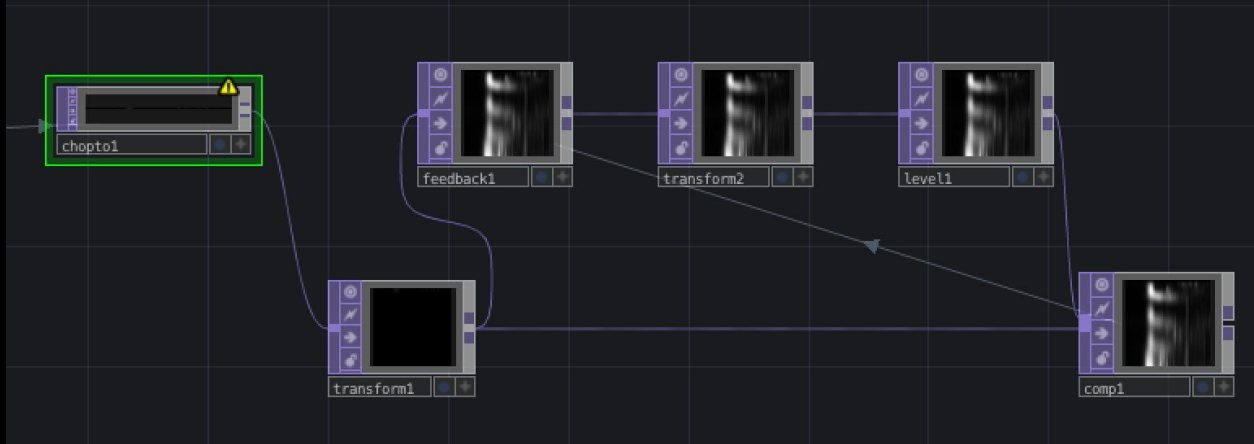 chopto1
feedback1
transform2
level1
transform1
comp1